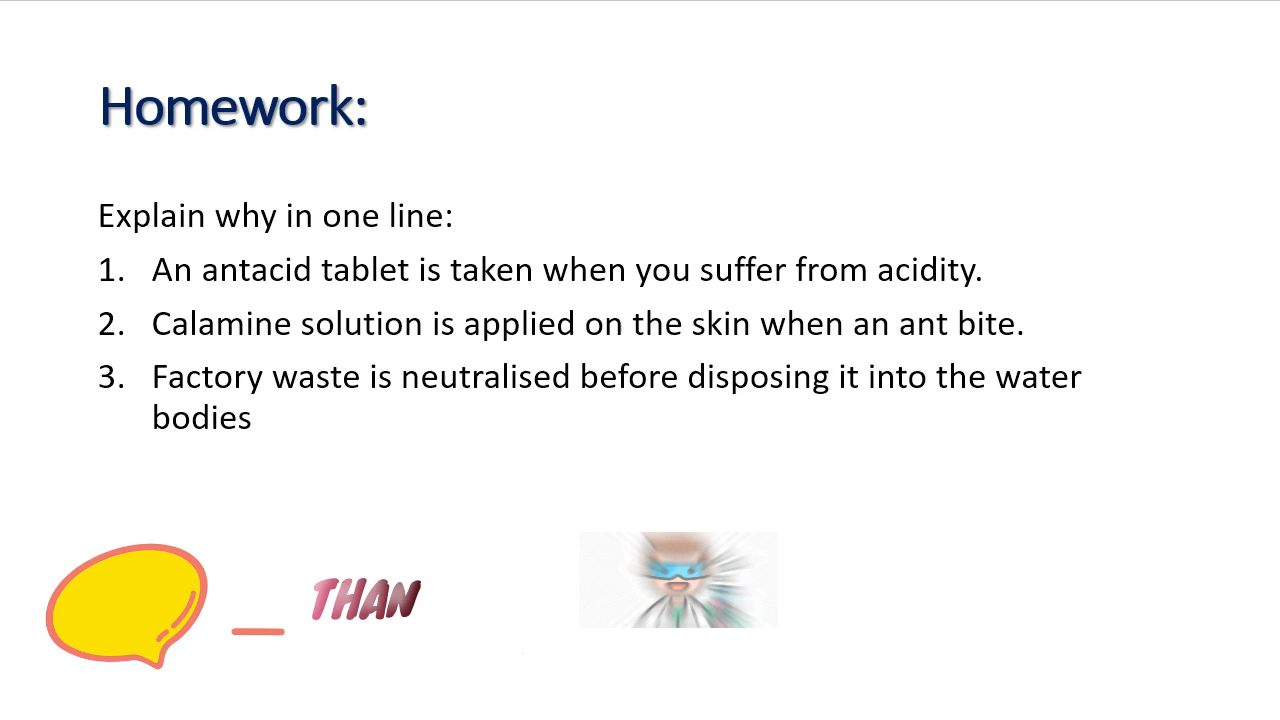 Homework:
Explain why in one line:
1. An antacid tablet is taken when you suffer from acidity.
2. Calamine solution is applied on the skin when an ant bite.
3. Factory waste is neutralised before disposing it into the water
bodies
THAN